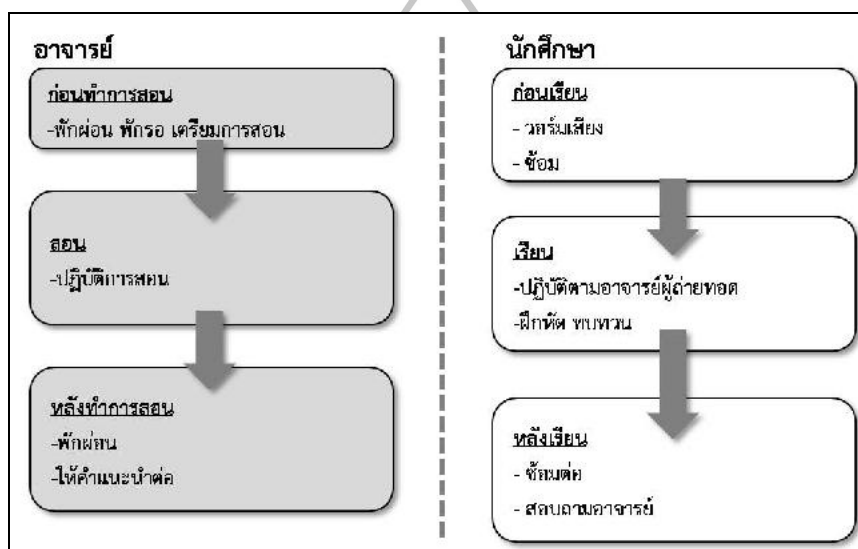 อาจารย์
ก่อนทำการสอน
-พักผ่อน พักรอ เตรียมการสอน
สอน
-ปฏิบัติการสอน
หลังทำการสอน
-พักผ่อน
-ให้คำแนะนำต่อ
นักศึกษา
ก่อนเรียน
- วอร์มเสียง
- ซ้อม
เรียน
-ปฏิบัติตามอาจารย์ผู้ถ่ายทอด
-ฝึกหัด ทบทวน
หลังเรียน
- ซ้อมต่อ
- สอบถามอาจารย์